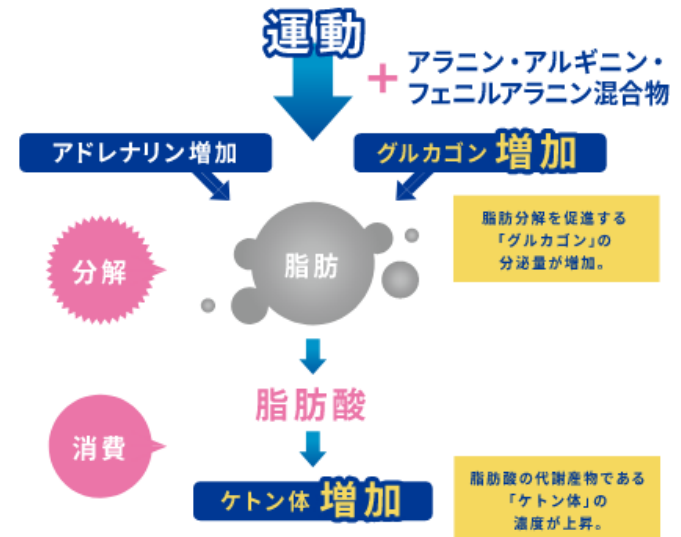 運動
+ アラニン・アルギニン・
フェニルアラニン混合物
アドレナリン増加
グルカゴン 増加
脂肪分解を促進する
「グルカゴン」の
分泌量が増加。
分解
脂肪
脂肪酸
消費
ケトン体 増加
脂肪酸の代謝産物である
「ケトン体」の
濃度が上昇。